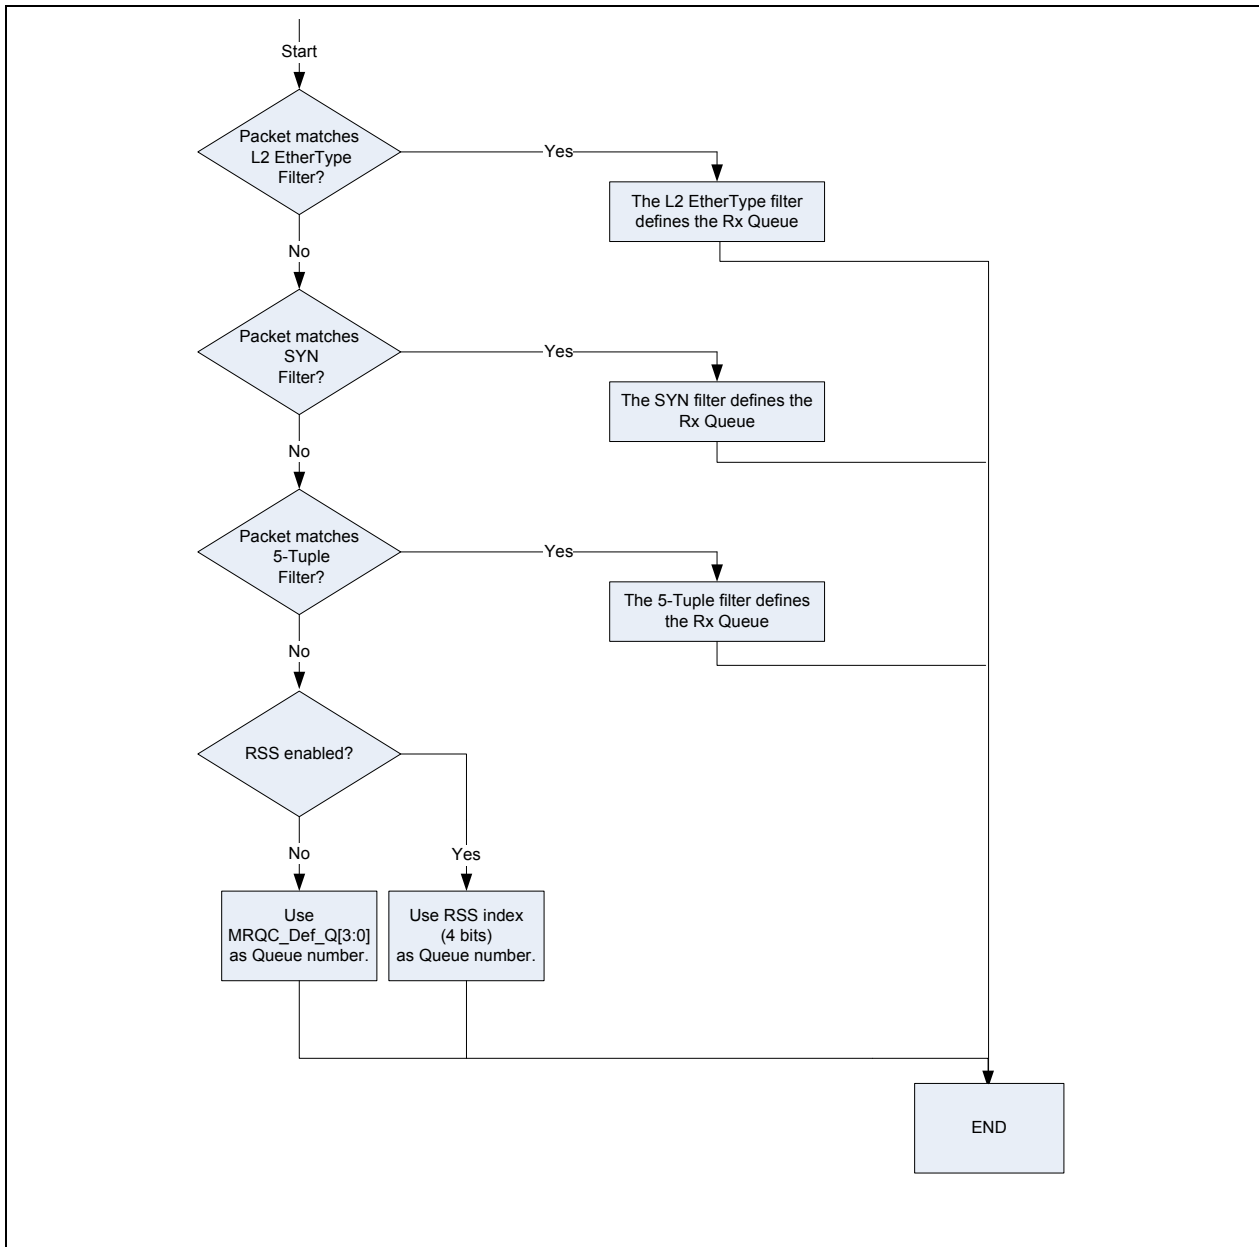 Start
Packet matches
L2 EtherType
Filter?
Yes
The L2 EtherType filter
defines the Rx Queue
No
Packet matches
SYN
Filter?
Yes
The SYN filter defines the
Rx Queue
No
Packet matches
5-Tuple
Filter?
Yes
The 5-Tuple filter defines
the Rx Queue
No
RSS enabled?
No
Yes
Use
MRQC_Def_Q[3:0]
as Queue number.
Use RSS index
(4 bits)
as Queue number.
END